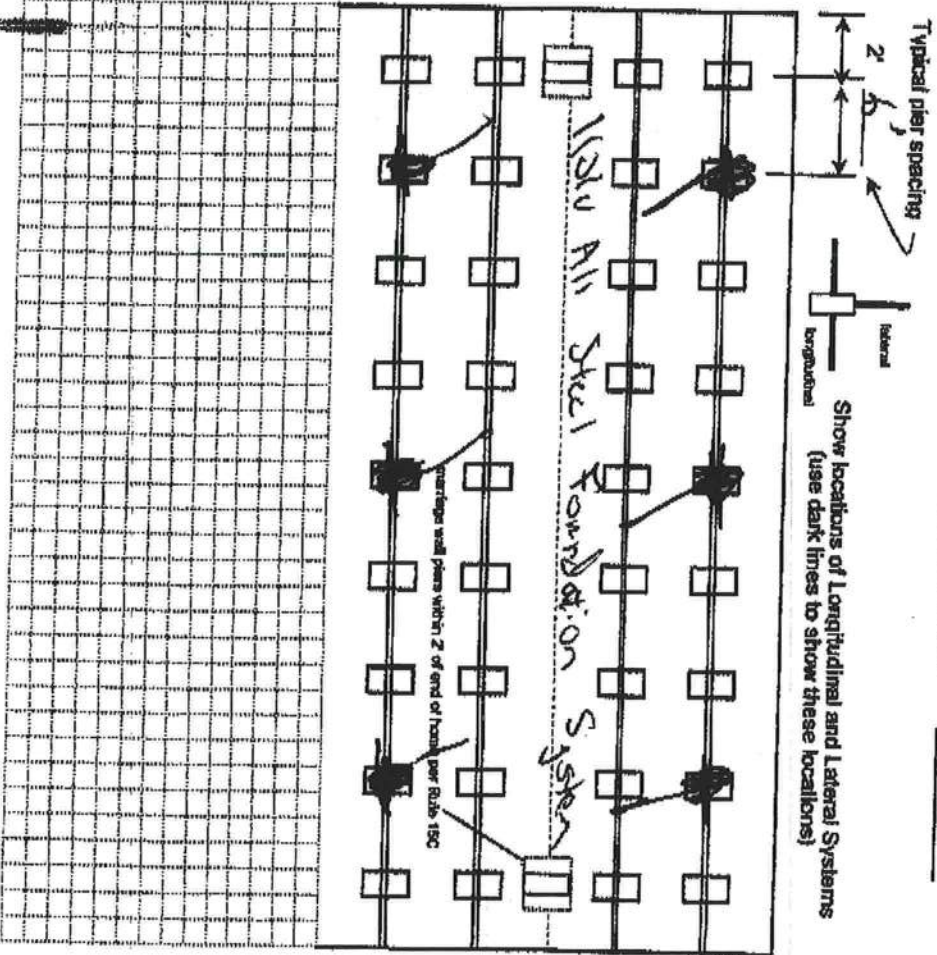 Typical pier spacing
2'
6'
lateral
longitudinal
Show locations of Longitudinal and Lateral Systems
(use dark lines to show these locations)
All Steel Foundation System
marriage wall piers within 2' of end of home per Rule 15C